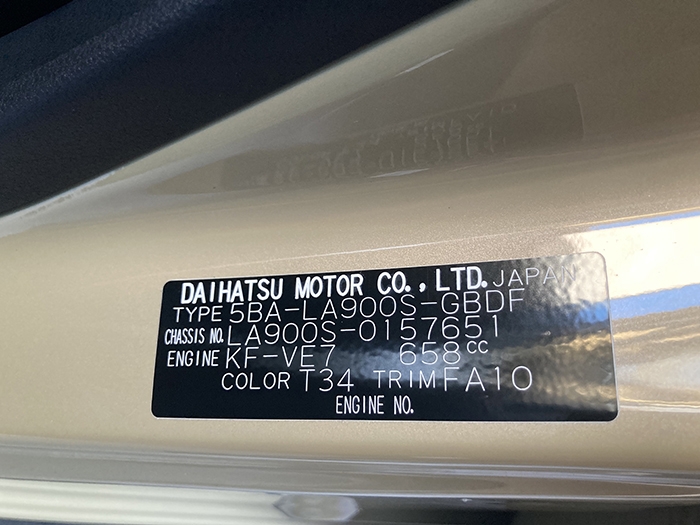 DAIHATSU MOTOR CO., LTD. JAPAN
TYPE 5BA-LA900S-GBDF
CHASSIS NO. LA900S-0157651
ENGINE KF-VE7 658CC
COLOR T34 TRIM FA10
ENGINE NO.